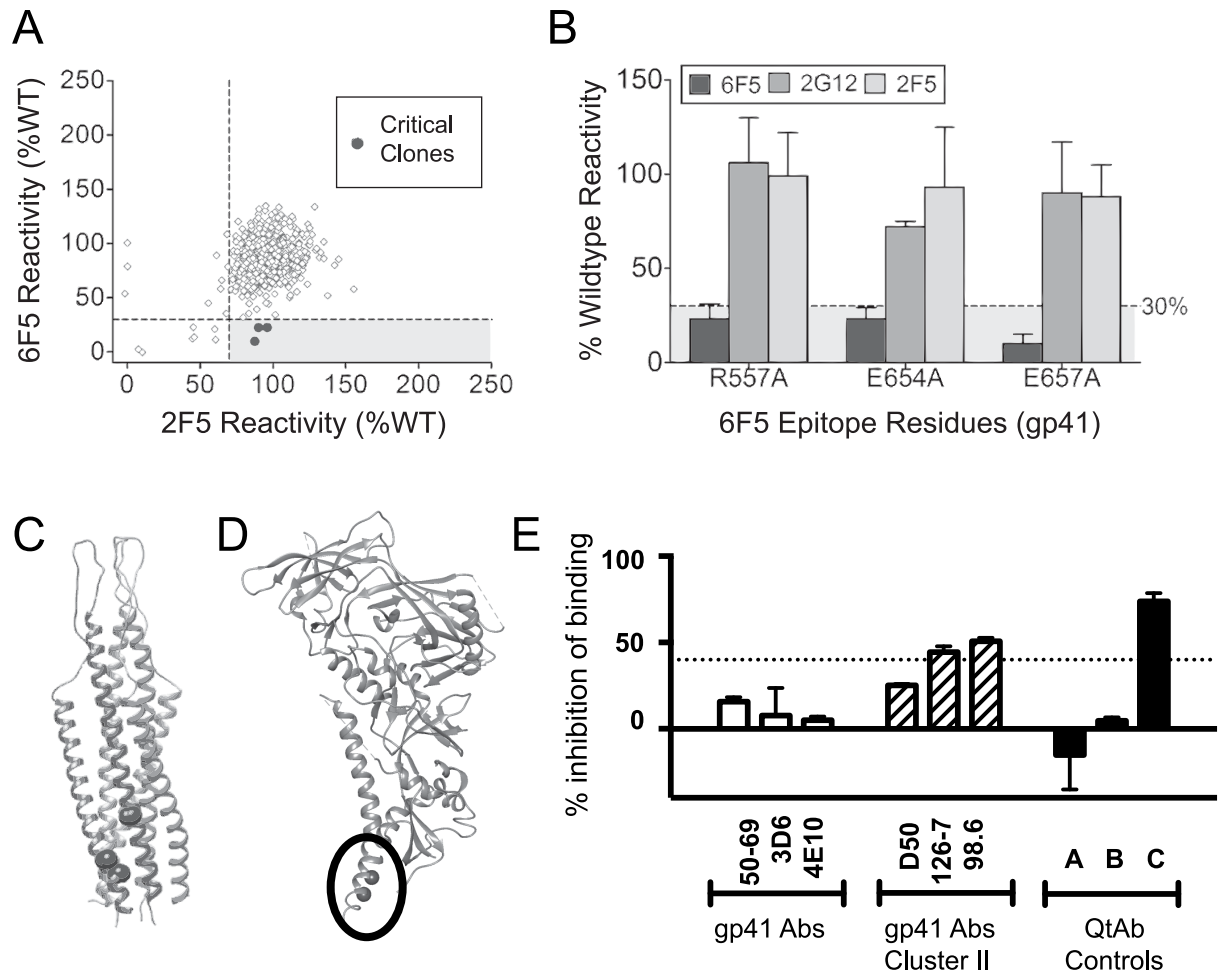 A
250
200
150
100
50
0
6F5 Reactivity (%WT)
Critical
Clones
0 50 100 150 200 250
2F5 Reactivity (%WT)
B
150
100
50
0
% Wildtype Reactivity
6F5 2G12 2F5
30%
R557A E654A E657A
6F5 Epitope Residues (gp41)
C
D
E
100
50
0
% inhibition of binding
50-69
3D6
4E10
D50
126-7
98.6
A B C
gp41 Abs
gp41 Abs
Cluster II
QtAb
Controls